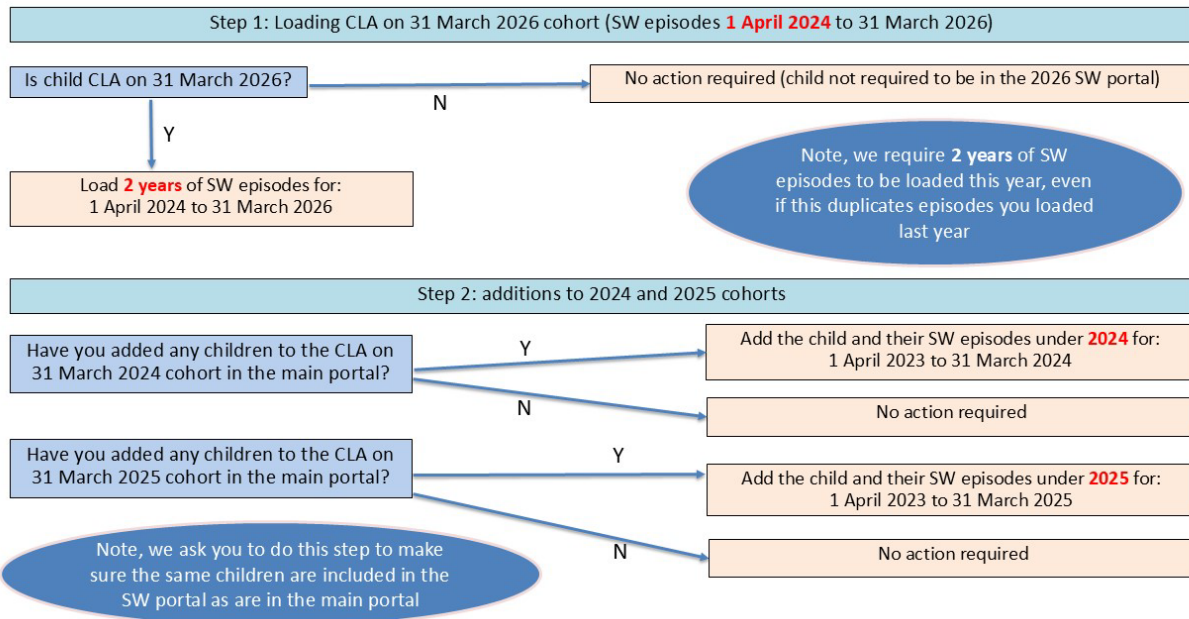 Step 1: Loading CLA on 31 March 2026 cohort (SW episodes 1 April 2024 to 31 March 2026)
Is child CLA on 31 March 2026?
N
No action required (child not required to be in the 2026 SW portal)
Y
Load 2 years of SW episodes for:
1 April 2024 to 31 March 2026
Note, we require 2 years of SW
episodes to be loaded this year, even
if this duplicates episodes you loaded
last year
Step 2: additions to 2024 and 2025 cohorts
Have you added any children to the CLA on
31 March 2024 cohort in the main portal?
Y
Add the child and their SW episodes under 2024 for:
1 April 2023 to 31 March 2024
N
No action required
Have you added any children to the CLA on
31 March 2025 cohort in the main portal?
Y
Add the child and their SW episodes under 2025 for:
1 April 2023 to 31 March 2025
N
No action required
Note, we ask you to do this step to make
sure the same children are included in the
SW portal as are in the main portal